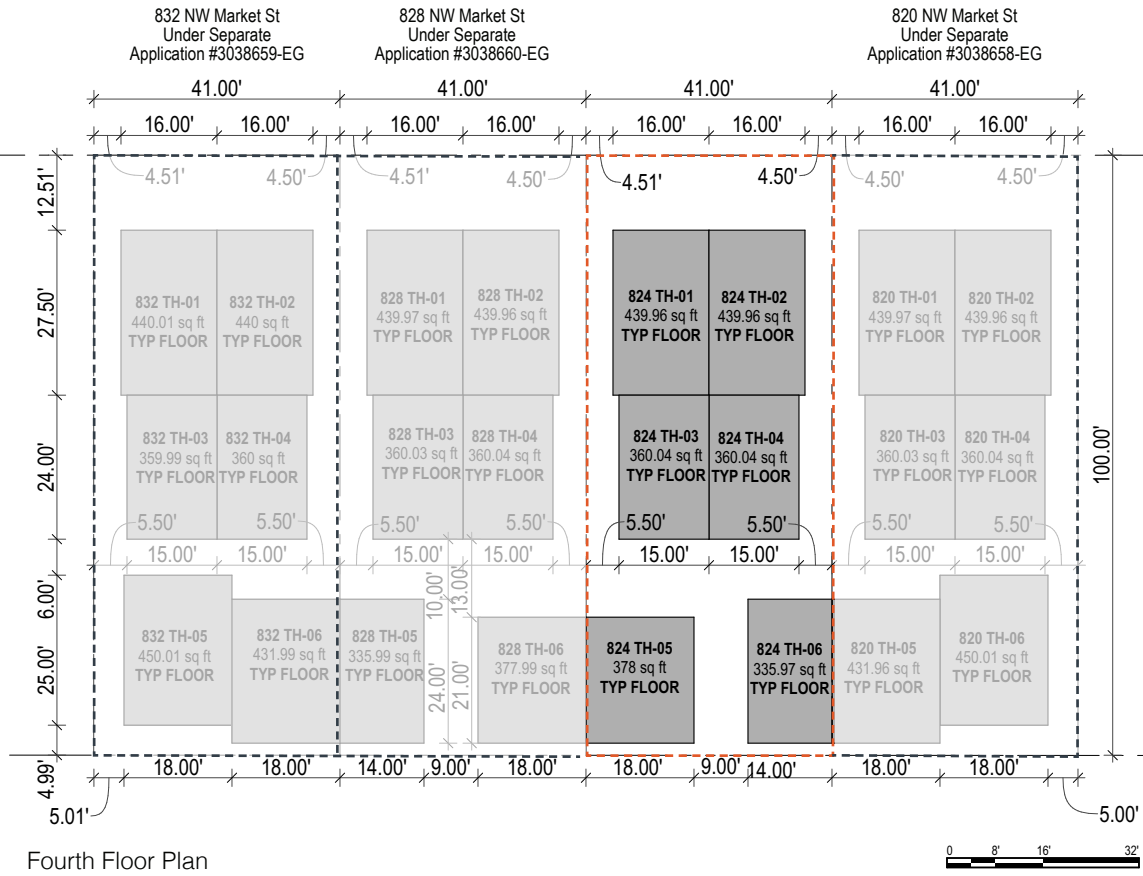 832 NW Market St
Under Separate
Application #3038659-EG
828 NW Market St
Under Separate
Application #3038660-EG
820 NW Market St
Under Separate
Application #3038658-EG
41.00' 41.00' 41.00' 41.00'
16.00' 16.00' 16.00' 16.00' 16.00' 16.00' 16.00' 16.00'
4.51' 4.50' 4.51' 4.50' 4.51' 4.50' 4.50' 4.50'
12.51'
27.50'
24.00'
6.00'
25.00'
4.99'
100.00'
832 TH-01
440.01 sq ft
TYP FLOOR
832 TH-02
440 sq ft
TYP FLOOR
828 TH-01
439.97 sq ft
TYP FLOOR
828 TH-02
439.96 sq ft
TYP FLOOR
824 TH-01
439.96 sq ft
TYP FLOOR
824 TH-02
439.96 sq ft
TYP FLOOR
820 TH-01
439.97 sq ft
TYP FLOOR
820 TH-02
439.96 sq ft
TYP FLOOR
832 TH-03
359.99 sq ft
TYP FLOOR
832 TH-04
360 sq ft
TYP FLOOR
828 TH-03
360.03 sq ft
TYP FLOOR
828 TH-04
360.04 sq ft
TYP FLOOR
824 TH-03
360.04 sq ft
TYP FLOOR
824 TH-04
360.04 sq ft
TYP FLOOR
820 TH-03
360.03 sq ft
TYP FLOOR
820 TH-04
360.04 sq ft
TYP FLOOR
5.50' 5.50' 5.50' 5.50' 5.50' 5.50' 5.50' 5.50'
15.00' 15.00' 15.00' 15.00' 15.00' 15.00' 15.00' 15.00'
10.00'
13.00'
24.00'
21.00'
832 TH-05
450.01 sq ft
TYP FLOOR
832 TH-06
431.99 sq ft
TYP FLOOR
828 TH-05
335.99 sq ft
TYP FLOOR
828 TH-06
377.99 sq ft
TYP FLOOR
824 TH-05
378 sq ft
TYP FLOOR
824 TH-06
335.97 sq ft
TYP FLOOR
820 TH-05
431.96 sq ft
TYP FLOOR
820 TH-06
450.01 sq ft
TYP FLOOR
18.00' 18.00' 14.00' 9.00' 18.00' 18.00' 9.00' 14.00' 18.00' 18.00'
5.01' 5.00'
Fourth Floor Plan
0 8' 16' 32'